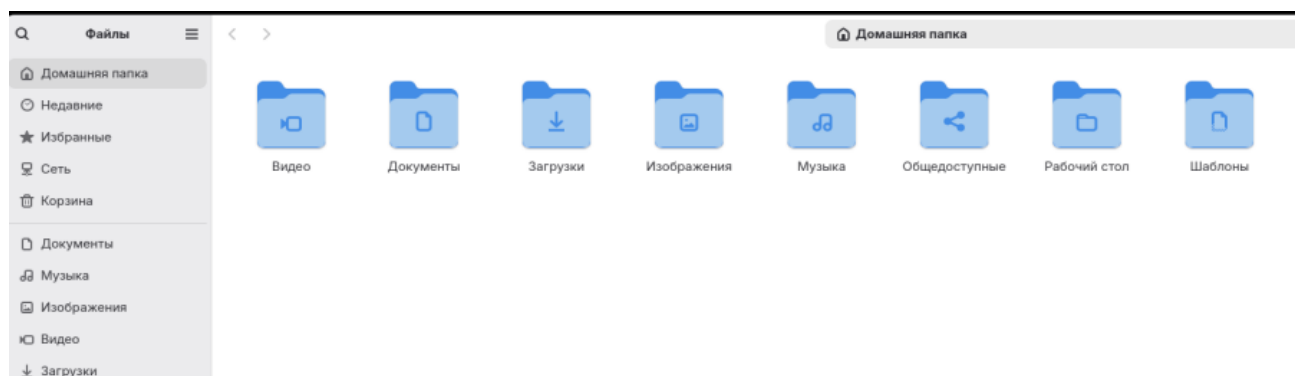 Файлы
Домашняя папка
Недавние
Избранные
Сеть
Корзина
Документы
Музыка
Изображения
Видео
Загрузки
Домашняя папка
Видео
Документы
Загрузки
Изображения
Музыка
Общедоступные
Рабочий стол
Шаблоны